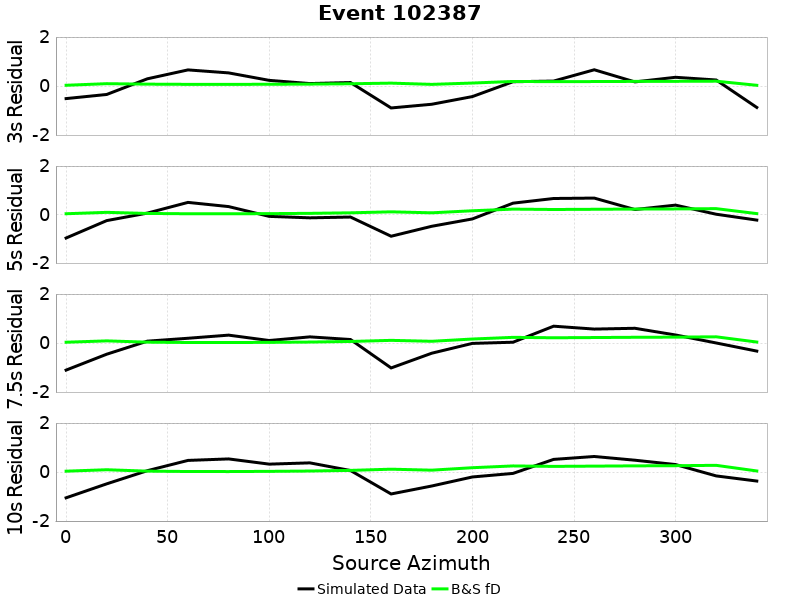 Event 102387
3s Residual
2
0
-2
5s Residual
2
0
-2
7.5s Residual
2
0
-2
10s Residual
2
0
-2
0 50 100 150 200 250 300
Source Azimuth
Simulated Data B&S fD